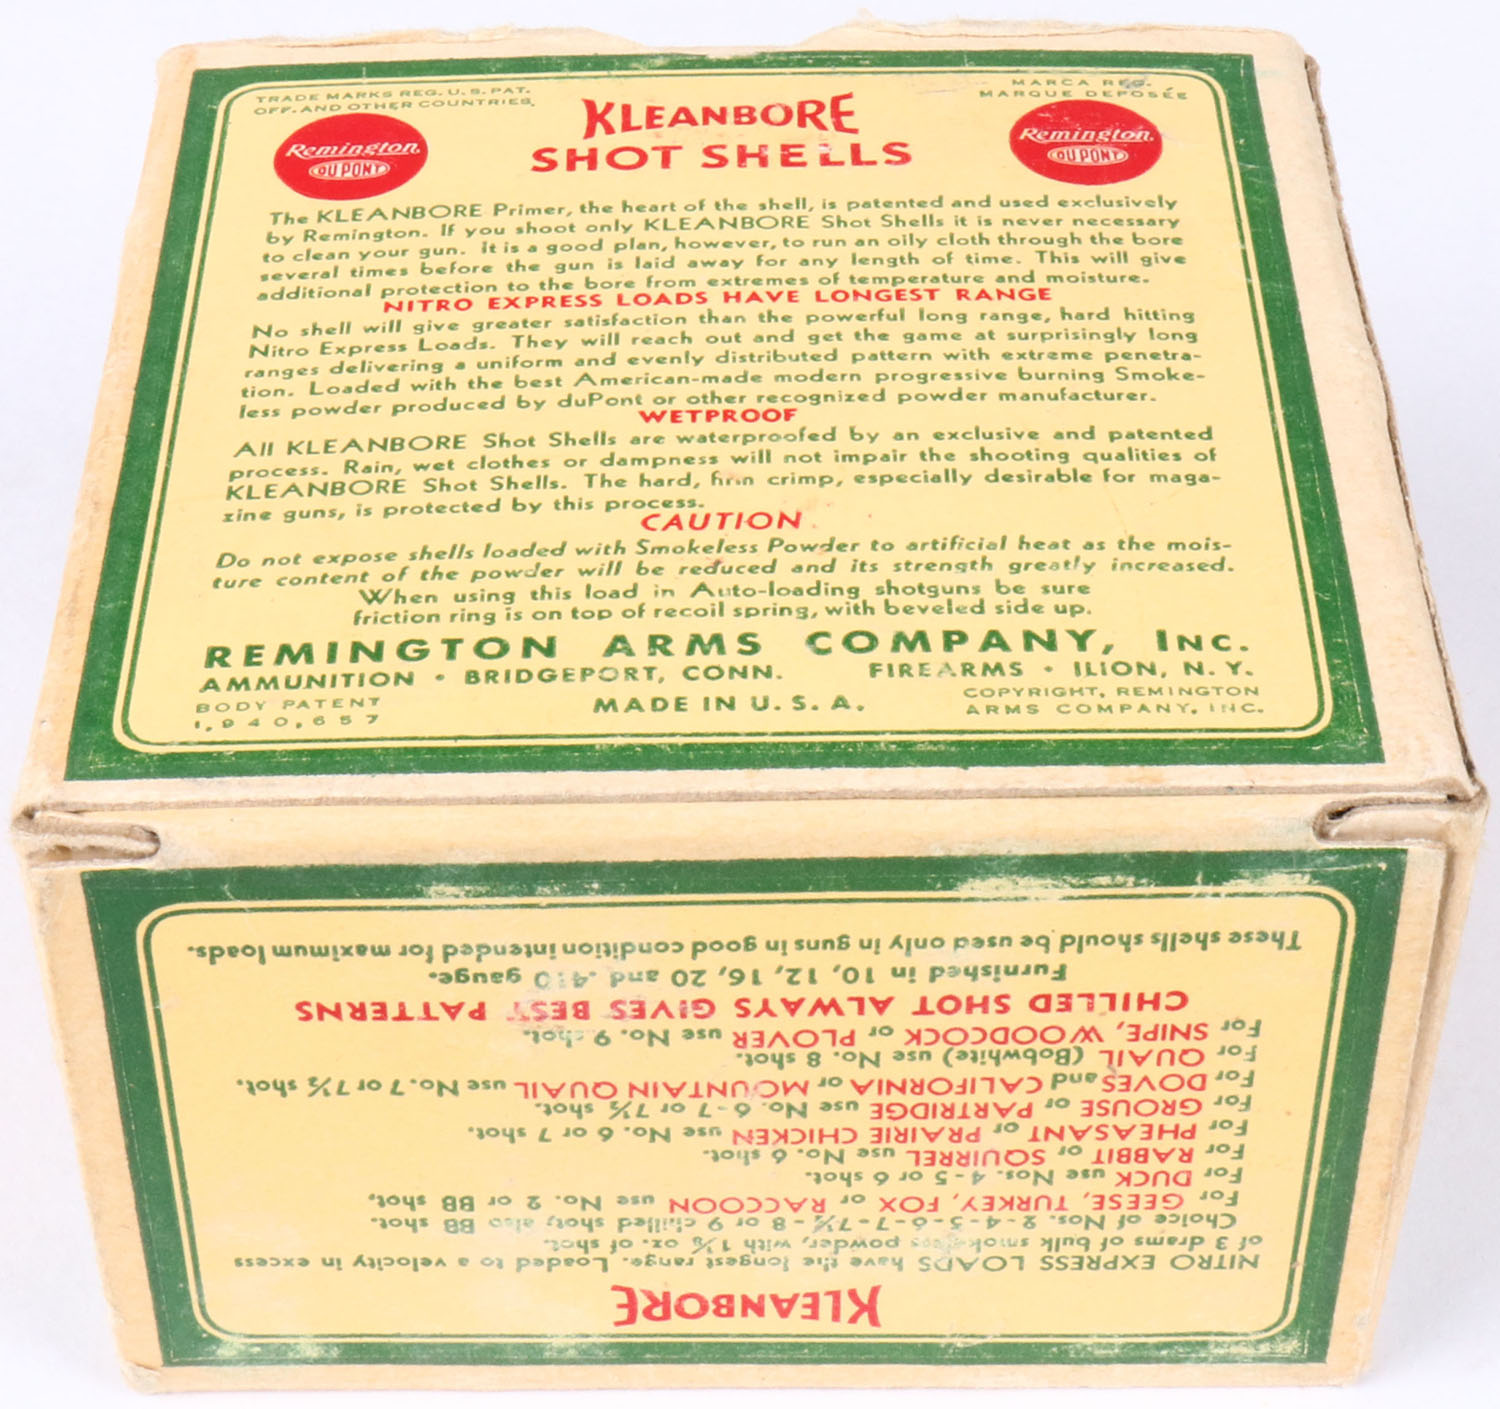 TRADE MARKS REG. U. S. PAT.
OFF. AND OTHER COUNTRIES.
MARCA REG.
MARQUE DEPOSÉE
Remington
DU PONT
KLEANBORE
SHOT SHELLS
Remington
DU PONT
The KLEANBORE Primer, the heart of the shell, is patented and used exclusively
by Remington. If you shoot only KLEANBORE Shot Shells it is never necessary
to clean your gun. It is a good plan, however, to run an oily cloth through the bore
several times before the gun is laid away for any length of time. This will give
additional protection to the bore from extremes of temperature and moisture.
NITRO EXPRESS LOADS HAVE LONGEST RANGE
No shell will give greater satisfaction than the powerful long range, hard hitting
Nitro Express Loads. They will reach out and get the game at surprisingly long
ranges delivering a uniform and evenly distributed pattern with extreme penetra-
tion. Loaded with the best American-made modern progressive burning Smoke-
less powder produced by duPont or other recognized powder manufacturer.
WETPROOF
All KLEANBORE Shot Shells are waterproofed by an exclusive and patented
process. Rain, wet clothes or dampness will not impair the shooting qualities of
KLEANBORE Shot Shells. The hard, firm crimp, especially desirable for maga-
zine guns, is protected by this process.
CAUTION
Do not expose shells loaded with Smokeless Powder to artificial heat as the mois-
ture content of the powder will be reduced and its strength greatly increased.
When using this load in Auto-loading shotguns be sure
friction ring is on top of recoil spring, with beveled side up.
REMINGTON ARMS COMPANY, INC.
AMMUNITION • BRIDGEPORT, CONN. FIREARMS • ILION, N. Y.
BODY PATENT
1,940,657
MADE IN U. S. A.
COPYRIGHT, REMINGTON
ARMS COMPANY, INC.
KLEANBORE
NITRO EXPRESS LOADS have the longest range. Loaded to a velocity in excess
of 3 drams of bulk smokeless powder, with 1⅛ oz. of shot.
Choice of Nos. 2-4-5-6-7-7½-8 or 9 chilled shot, also BB shot.
For GEESE, TURKEY, FOX or RACCOON use No. 2 or BB shot.
For DUCK use Nos. 4-5 or 6 shot.
For RABBIT or SQUIRREL use No. 6 shot.
For PHEASANT or PRAIRIE CHICKEN use No. 6 or 7 shot.
For GROUSE or PARTRIDGE use No. 6-7 or 7½ shot.
For DOVES and CALIFORNIA or MOUNTAIN QUAIL use No. 7 or 7½ shot.
For QUAIL (Bobwhite) use No. 8 shot.
For SNIPE, WOODCOCK or PLOVER use No. 9 shot.
CHILLED SHOT ALWAYS GIVES BEST PATTERNS
Furnished in 10, 12, 16, 20 and .410 gauge.
These shells should be used only in guns in good condition intended for maximum loads.